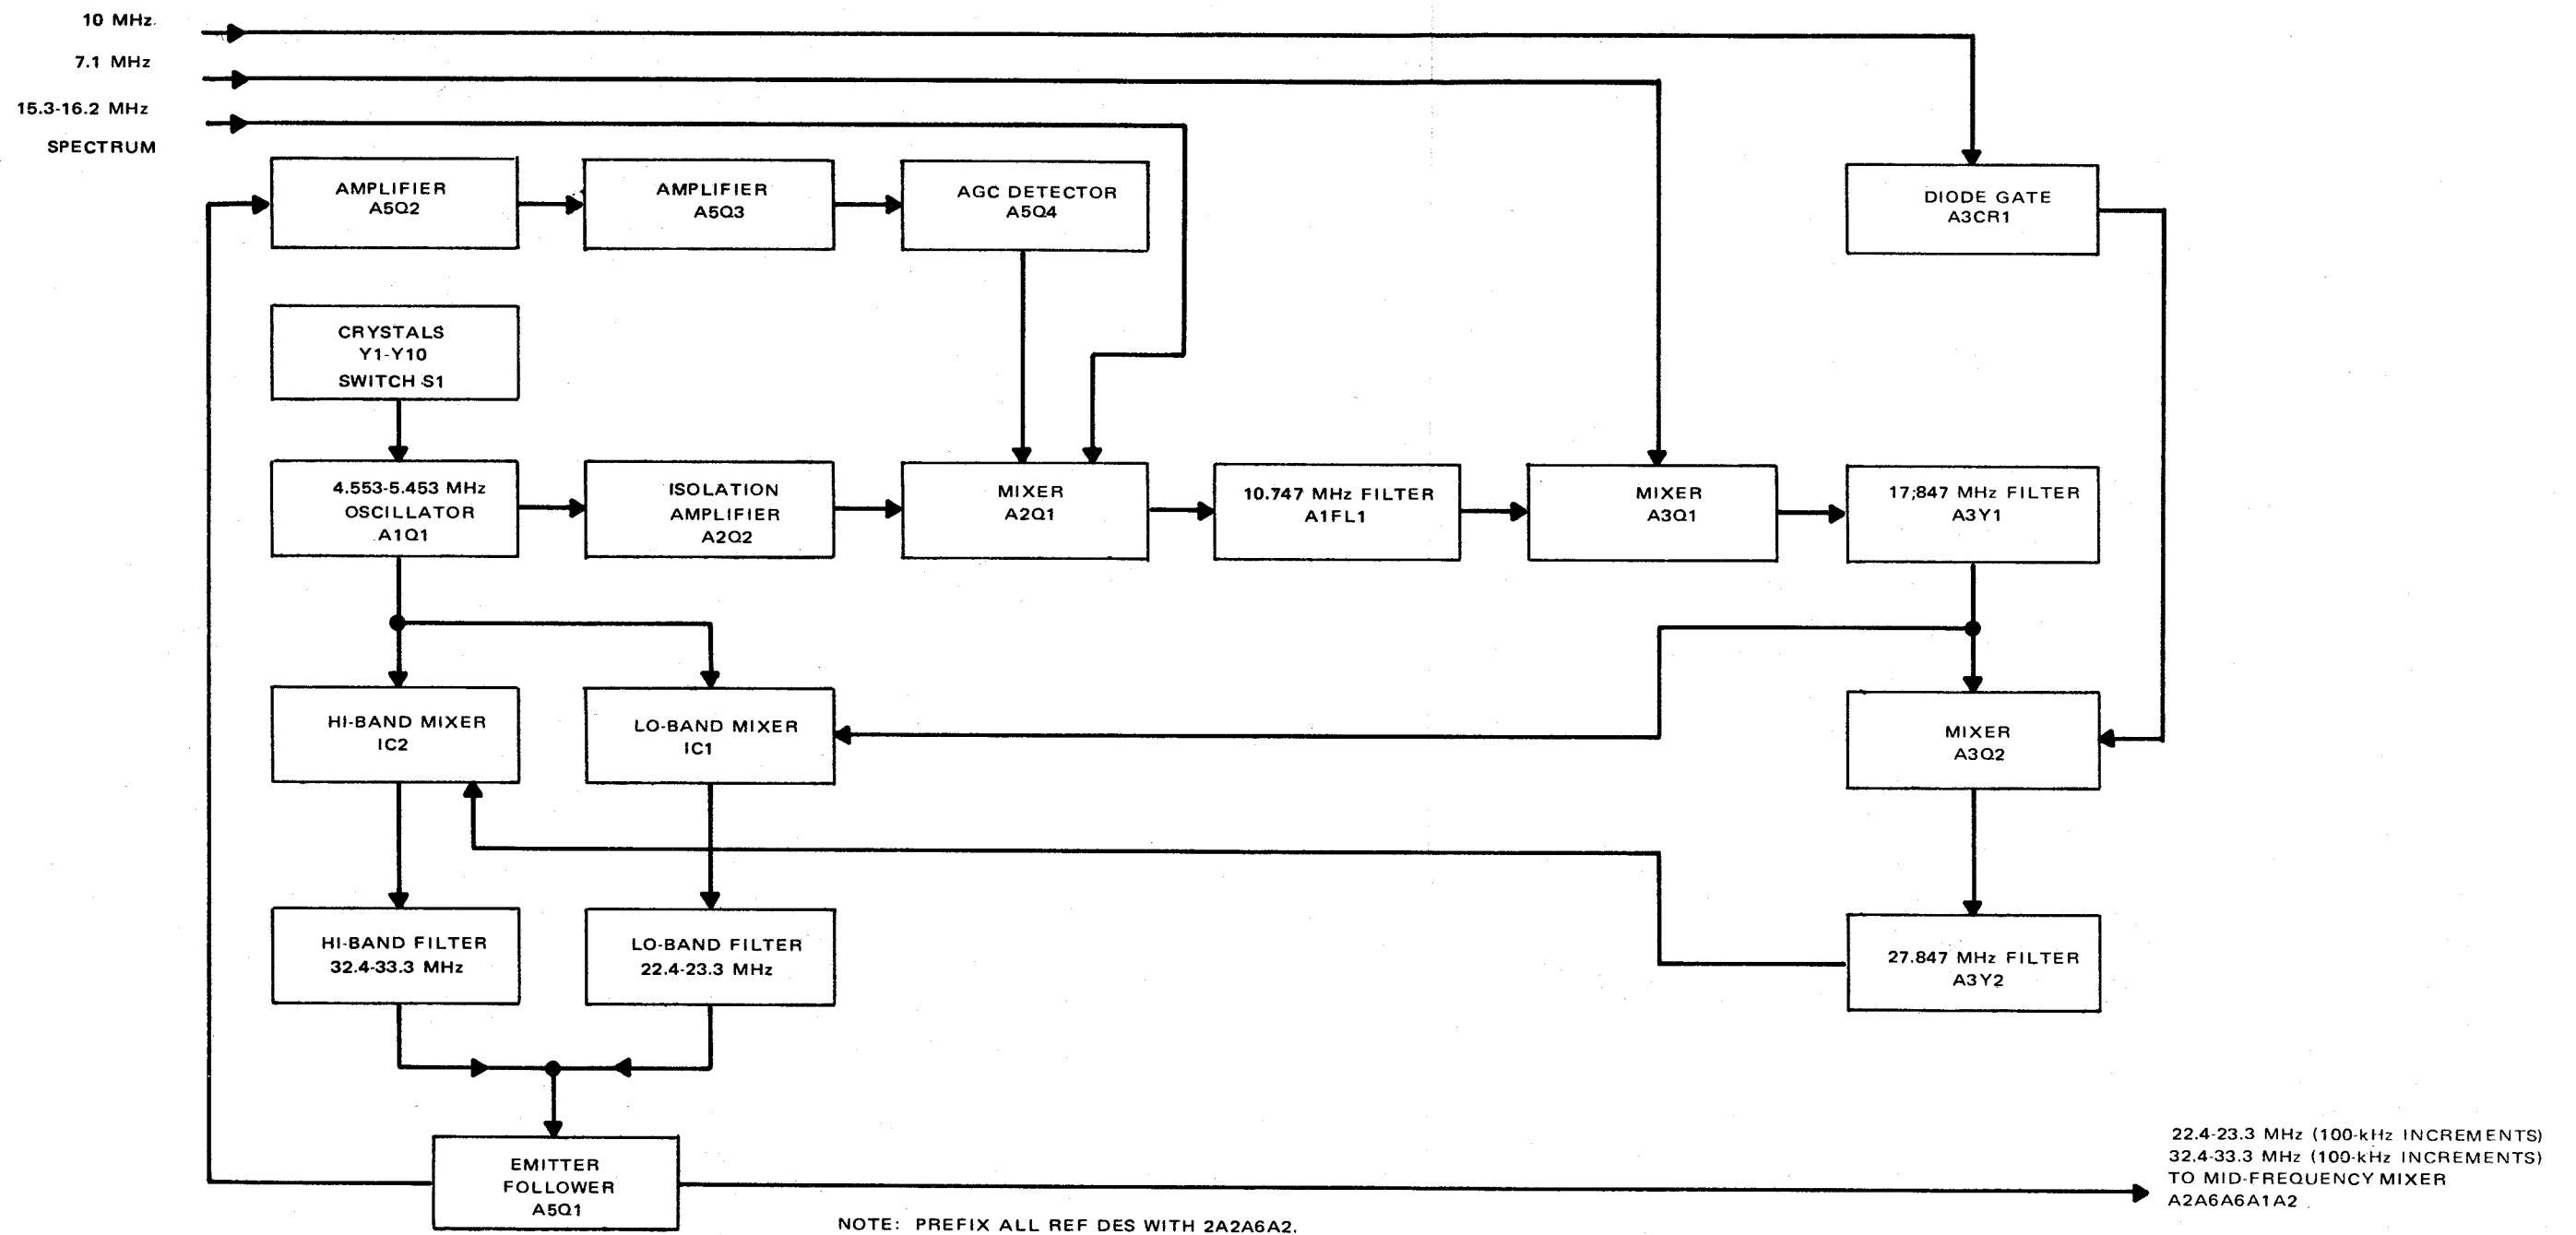 10 MHz.
7.1 MHz
15.3-16.2 MHz
SPECTRUM
AMPLIFIER
A5Q2
AMPLIFIER
A5Q3
AGC DETECTOR
A5Q4
DIODE GATE
A3CR1
CRYSTALS
Y1-Y10
SWITCH S1
4.553-5.453 MHz
OSCILLATOR
A1Q1
ISOLATION
AMPLIFIER
A2Q2
MIXER
A2Q1
10.747 MHz FILTER
A1FL1
MIXER
A3Q1
17;847 MHz FILTER
A3Y1
HI-BAND MIXER
IC2
LO-BAND MIXER
IC1
MIXER
A3Q2
HI-BAND FILTER
32.4-33.3 MHz
LO-BAND FILTER
22.4-23.3 MHz
27.847 MHz FILTER
A3Y2
EMITTER
FOLLOWER
A5Q1
22.4-23.3 MHz (100-kHz INCREMENTS)
32.4-33.3 MHz (100-kHz INCREMENTS)
TO MID-FREQUENCY MIXER
A2A6A6A1A2
NOTE: PREFIX ALL REF DES WITH 2A2A6A2.